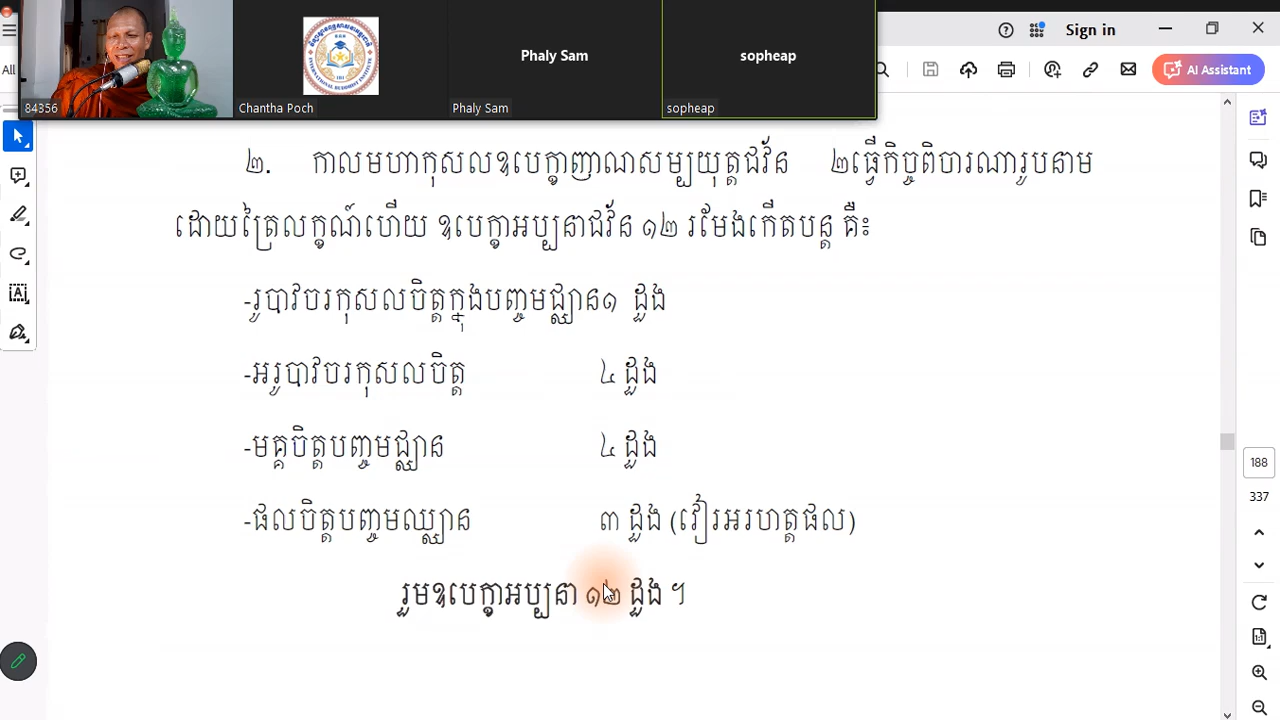 Sign in
All
AI Assistant
84356
Chantha Poch
Phaly Sam
Phaly Sam
sopheap
sopheap
២. កាលមហាកុសលឧបេក្ខាញាណសម្បយុត្តជវ័ន ២ធ្វើកិច្ចពិចារណារូបនាម
ដោយត្រៃលក្ខណ៍ហើយ ឧបេក្ខាអប្បនាជវ័ន ១២ រមែងកើតបន្ត គឺ៖
-រូបាវចរកុសលចិត្តក្នុងបញ្ចមជ្ឈាន១ ដួង
-អរូបាវចរកុសលចិត្ត ៤ ដួង
-មគ្គចិត្តបញ្ចមជ្ឈាន ៤ ដួង
-ផលចិត្តបញ្ចមឈ្ឈាន ៣ ដួង (វៀរអរហត្តផល)
រួមឧបេក្ខាអប្បនា ១២ ដួង ។
188
337